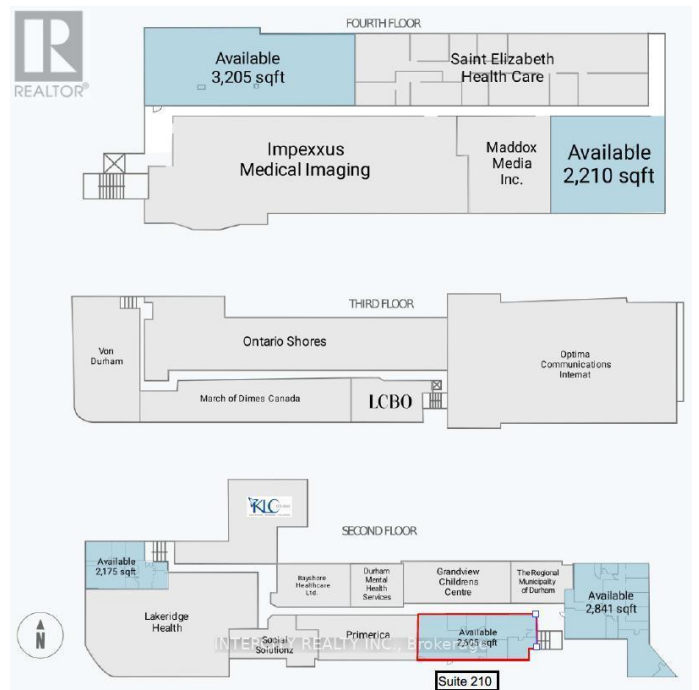 REALTOR®
FOURTH FLOOR
Available
3,205 sqft
Saint Elizabeth
Health Care
Impexxus
Medical Imaging
Maddox
Media
Inc.
Available
2,210 sqft
THIRD FLOOR
Von
Durham
Ontario Shores
Optima
Communications
Internat
March of Dimes Canada
LCBO
KLC
SECOND FLOOR
Available
2,175 sqft
Bayshore
Healthcare
Ltd.
Durham
Mental
Health
Services
Grandview
Childrens
Centre
The Regional
Municipality
of Durham
Available
2,841 sqft
Lakeridge
Health
Social
Solutionz
Primerica
Available
2,605 sqft
INTERCITY REALTY INC., Brokerage
N
Suite 210